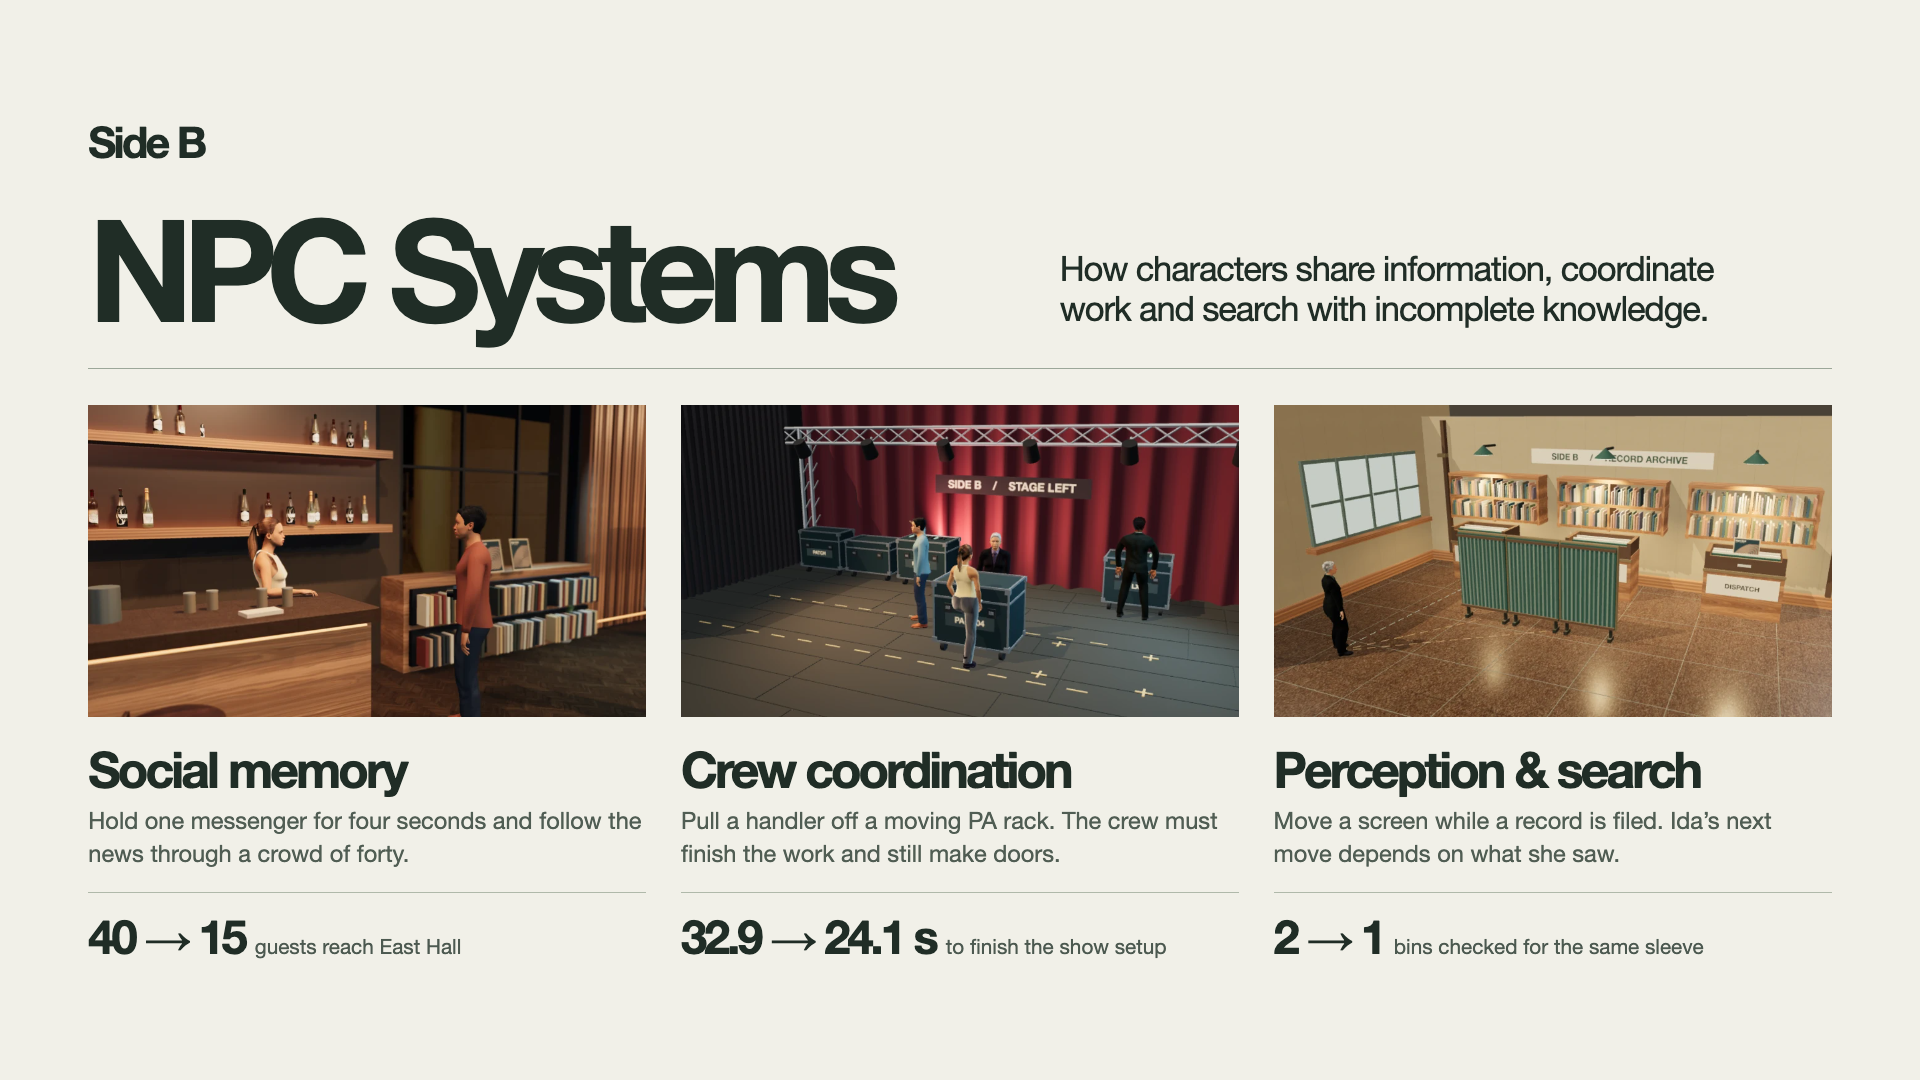 Side B
NPC Systems
How characters share information, coordinate
work and search with incomplete knowledge.
SIDE B / STAGE LEFT
PATCH
SIDE B / RECORD ARCHIVE
DISPATCH
Social memory
Hold one messenger for four seconds and follow the
news through a crowd of forty.
40 → 15 guests reach East Hall
Crew coordination
Pull a handler off a moving PA rack. The crew must
finish the work and still make doors.
32.9 → 24.1 s to finish the show setup
Perception & search
Move a screen while a record is filed. Ida’s next
move depends on what she saw.
2 → 1 bins checked for the same sleeve